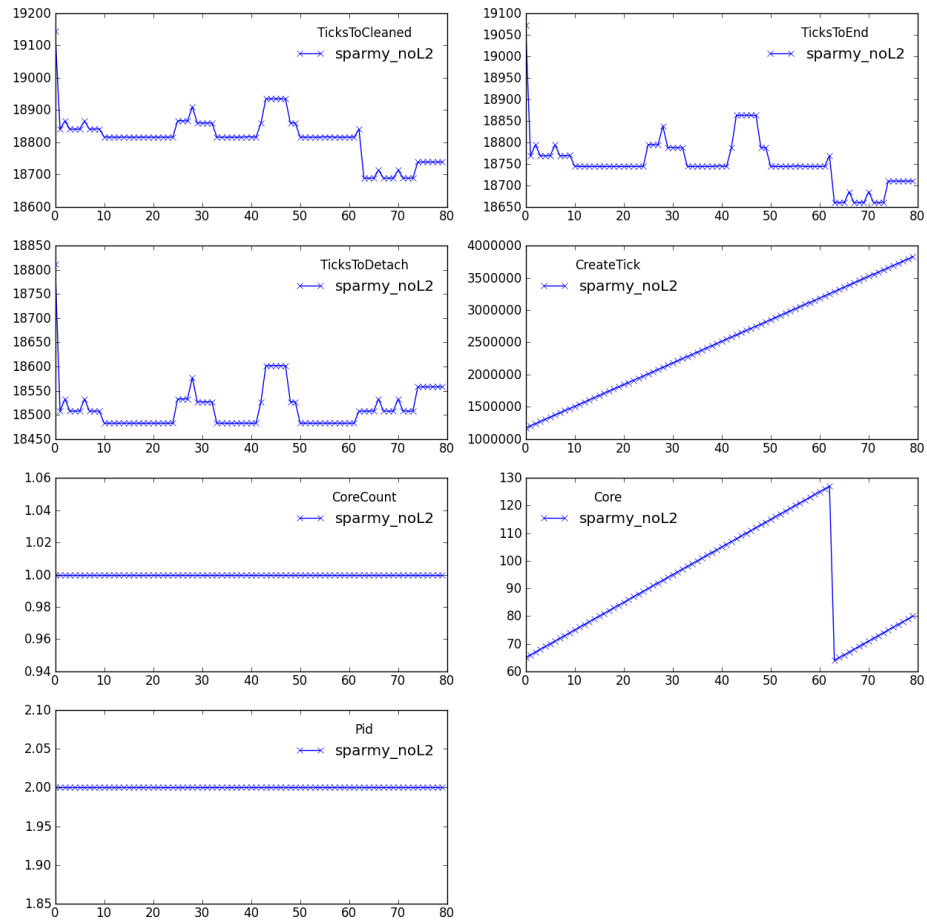 TicksToCleaned
sparmy_noL2
19200
19100
19000
18900
18800
18700
18600
0 10 20 30 40 50 60 70 80
TicksToEnd
sparmy_noL2
19100
19050
19000
18950
18900
18850
18800
18750
18700
18650
0 10 20 30 40 50 60 70 80
TicksToDetach
sparmy_noL2
18850
18800
18750
18700
18650
18600
18550
18500
18450
0 10 20 30 40 50 60 70 80
CreateTick
sparmy_noL2
4000000
3500000
3000000
2500000
2000000
1500000
1000000
0 10 20 30 40 50 60 70 80
CoreCount
sparmy_noL2
1.06
1.04
1.02
1.00
0.98
0.96
0.94
0 10 20 30 40 50 60 70 80
Core
sparmy_noL2
130
120
110
100
90
80
70
60
0 10 20 30 40 50 60 70 80
Pid
sparmy_noL2
2.10
2.05
2.00
1.95
1.90
1.85
0 10 20 30 40 50 60 70 80